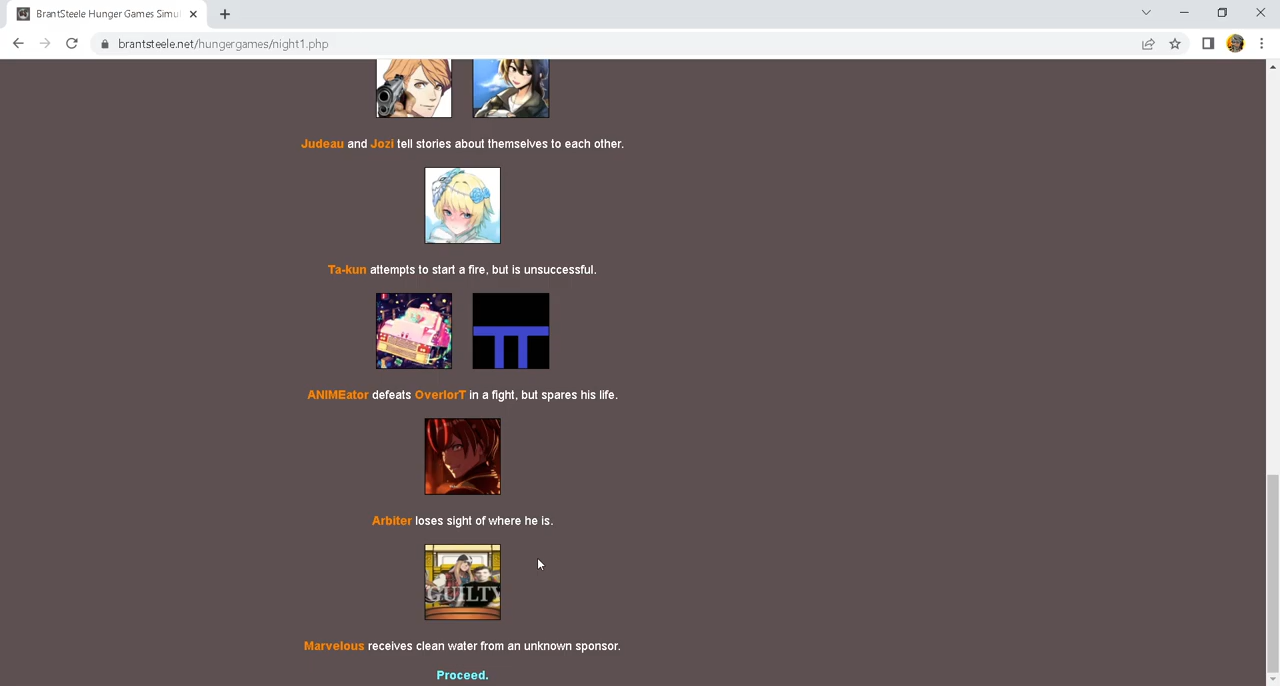 BrantSteele Hunger Games Simu
brantsteele.net/hungergames/night1.php
Judeau and Jozi tell stories about themselves to each other.
Ta-kun attempts to start a fire, but is unsuccessful.
ANIMEator defeats OverlorT in a fight, but spares his life.
Arbiter loses sight of where he is.
GUILTY
Marvelous receives clean water from an unknown sponsor.
Proceed.